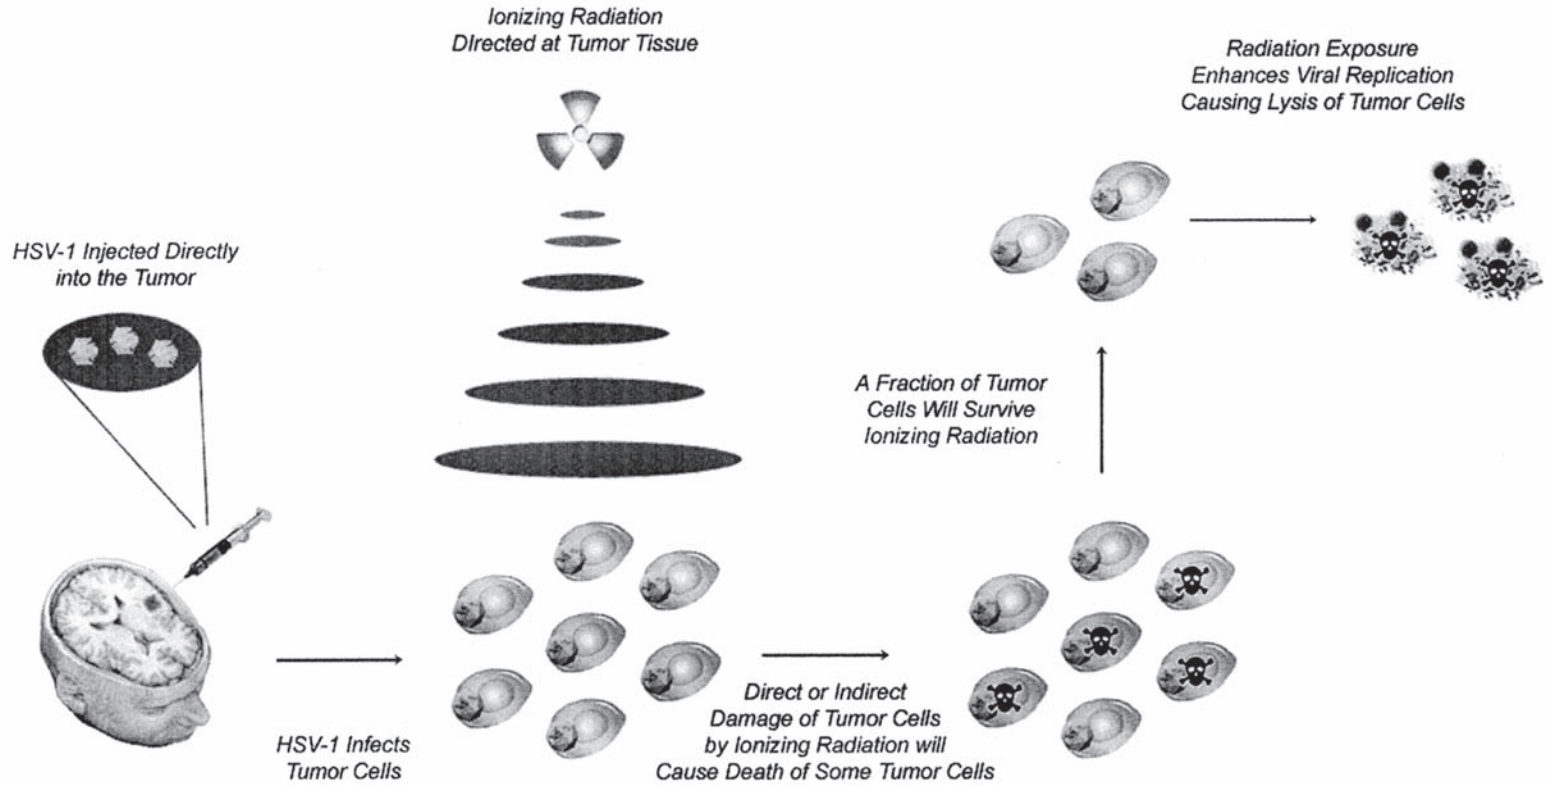 HSV-1 Injected Directly
into the Tumor
HSV-1 Infects
Tumor Cells
Ionizing Radiation
DIrected at Tumor Tissue
Direct or Indirect
Damage of Tumor Cells
by Ionizing Radiation will
Cause Death of Some Tumor Cells
A Fraction of Tumor
Cells Will Survive
Ionizing Radiation
Radiation Exposure
Enhances Viral Replication
Causing Lysis of Tumor Cells